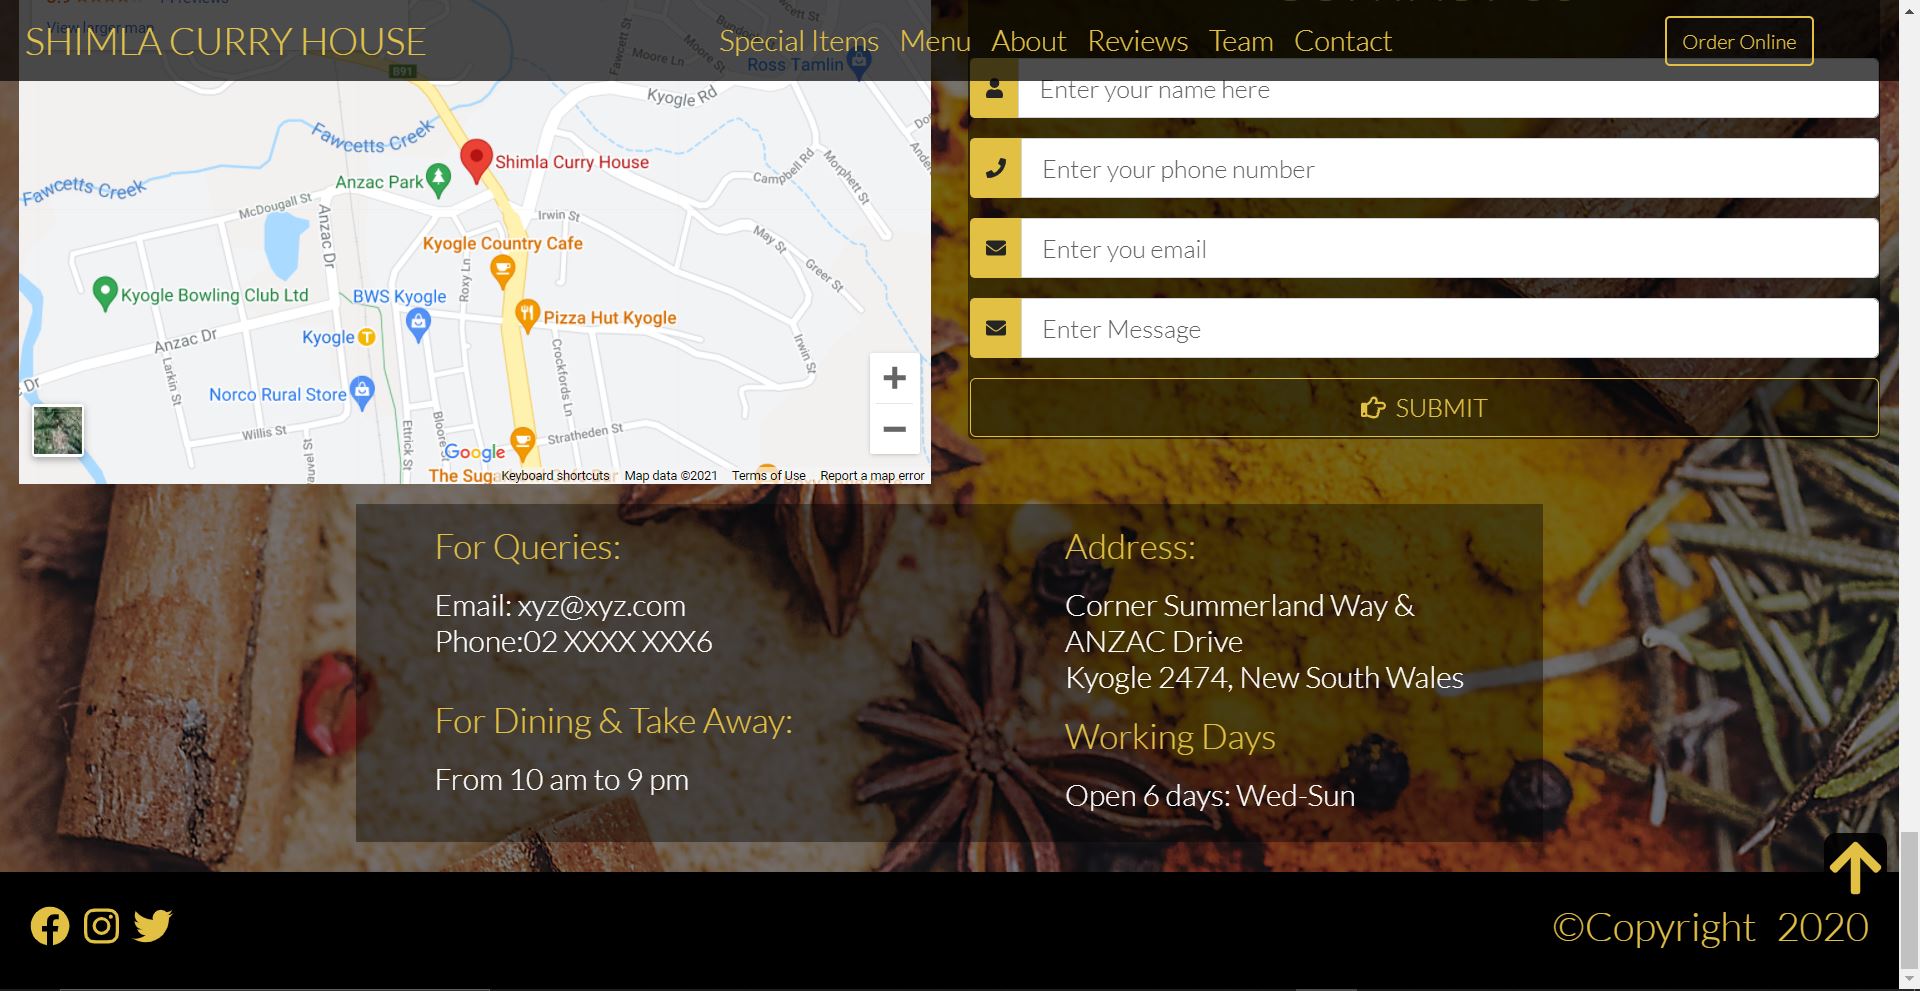 View larger map
SHIMLA CURRY HOUSE
Special Items Menu About Reviews Team Contact
Order Online
B91
Moore Ln
Ross Tamlin
Fawcett St
Kyogle Rd
Fawcetts Creek
Shimla Curry House
Anzac Park
Campbell Rd
Morphett St
Fawcetts Creek
McDougall St
Anzac Dr
Irwin St
May St
Greer St
Kyogle Country Cafe
Roxy Ln
Kyogle Bowling Club Ltd
BWS Kyogle
Pizza Hut Kyogle
Kyogle
Anzac Dr
Irwin St
Larkin St
Crockfords Ln
Dr
Norco Rural Store
Willis St
Ettrick St
Stratheden St
Google
The Suga
Keyboard shortcuts Map data ©2021 Terms of Use Report a map error
Enter your name here
Enter your phone number
Enter you email
Enter Message
SUBMIT
For Queries:
Email: xyz@xyz.com
Phone:02 XXXX XXX6
For Dining & Take Away:
From 10 am to 9 pm
Address:
Corner Summerland Way &
ANZAC Drive
Kyogle 2474, New South Wales
Working Days
Open 6 days: Wed-Sun
©Copyright 2020